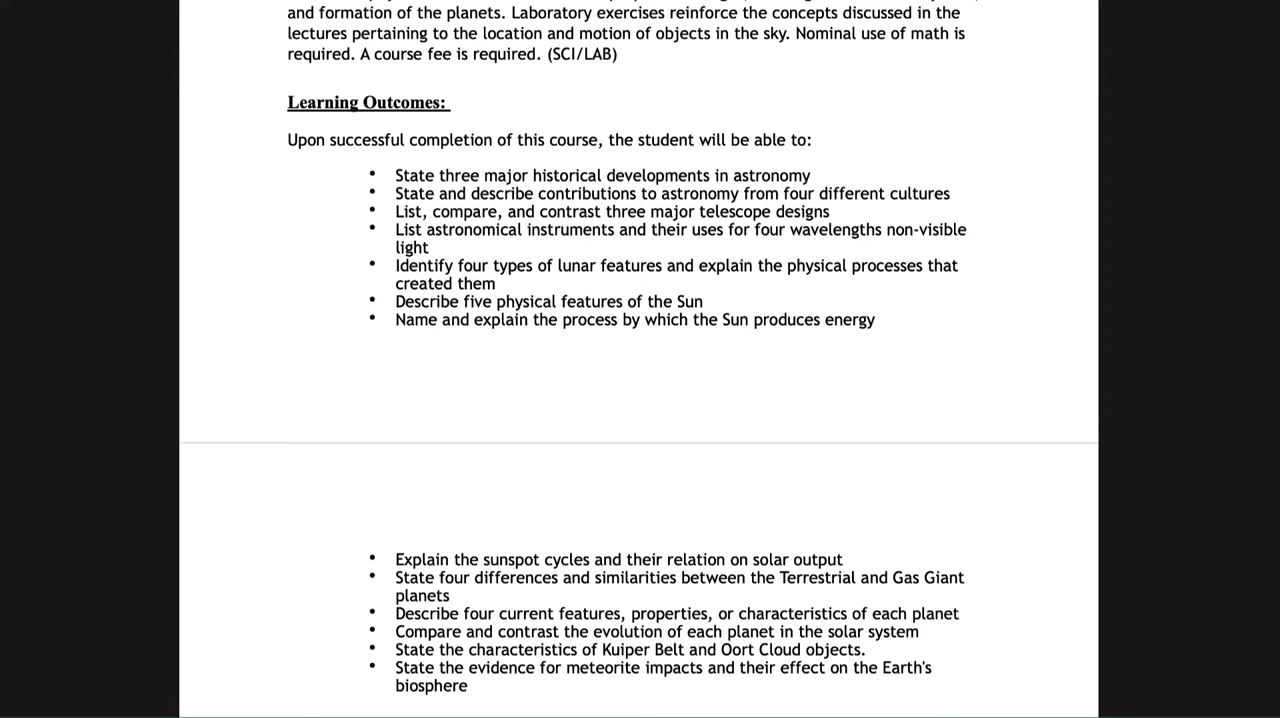 and formation of the planets. Laboratory exercises reinforce the concepts discussed in the
lectures pertaining to the location and motion of objects in the sky. Nominal use of math is
required. A course fee is required. (SCI/LAB)
Learning Outcomes:
Upon successful completion of this course, the student will be able to:
• State three major historical developments in astronomy
• State and describe contributions to astronomy from four different cultures
• List, compare, and contrast three major telescope designs
• List astronomical instruments and their uses for four wavelengths non-visible
light
• Identify four types of lunar features and explain the physical processes that
created them
• Describe five physical features of the Sun
• Name and explain the process by which the Sun produces energy
• Explain the sunspot cycles and their relation on solar output
• State four differences and similarities between the Terrestrial and Gas Giant
planets
• Describe four current features, properties, or characteristics of each planet
• Compare and contrast the evolution of each planet in the solar system
• State the characteristics of Kuiper Belt and Oort Cloud objects.
• State the evidence for meteorite impacts and their effect on the Earth's
biosphere